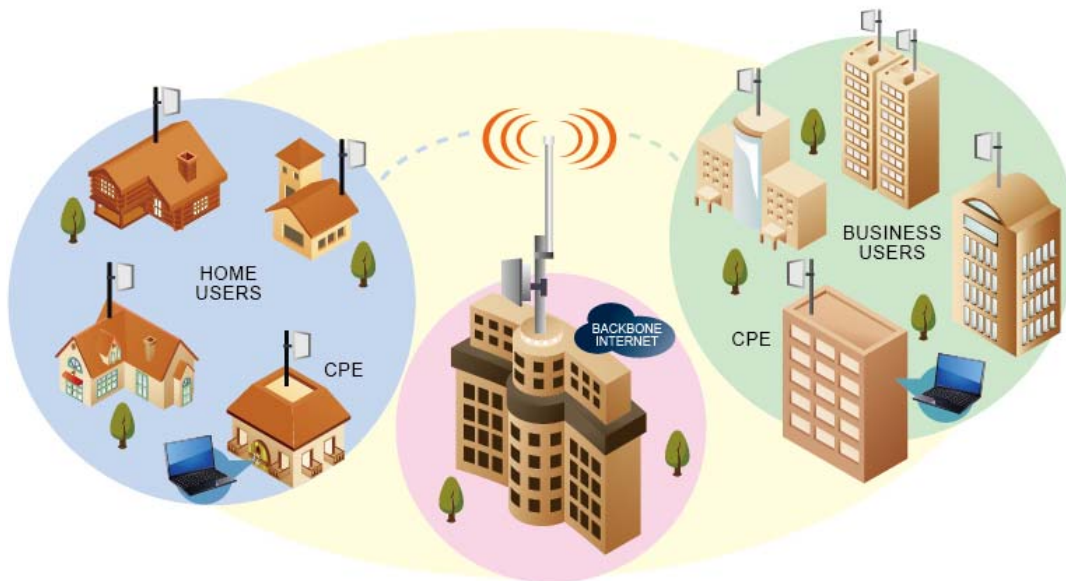 HOME
USERS
CPE
BACKBONE
INTERNET
BUSINESS
USERS
CPE